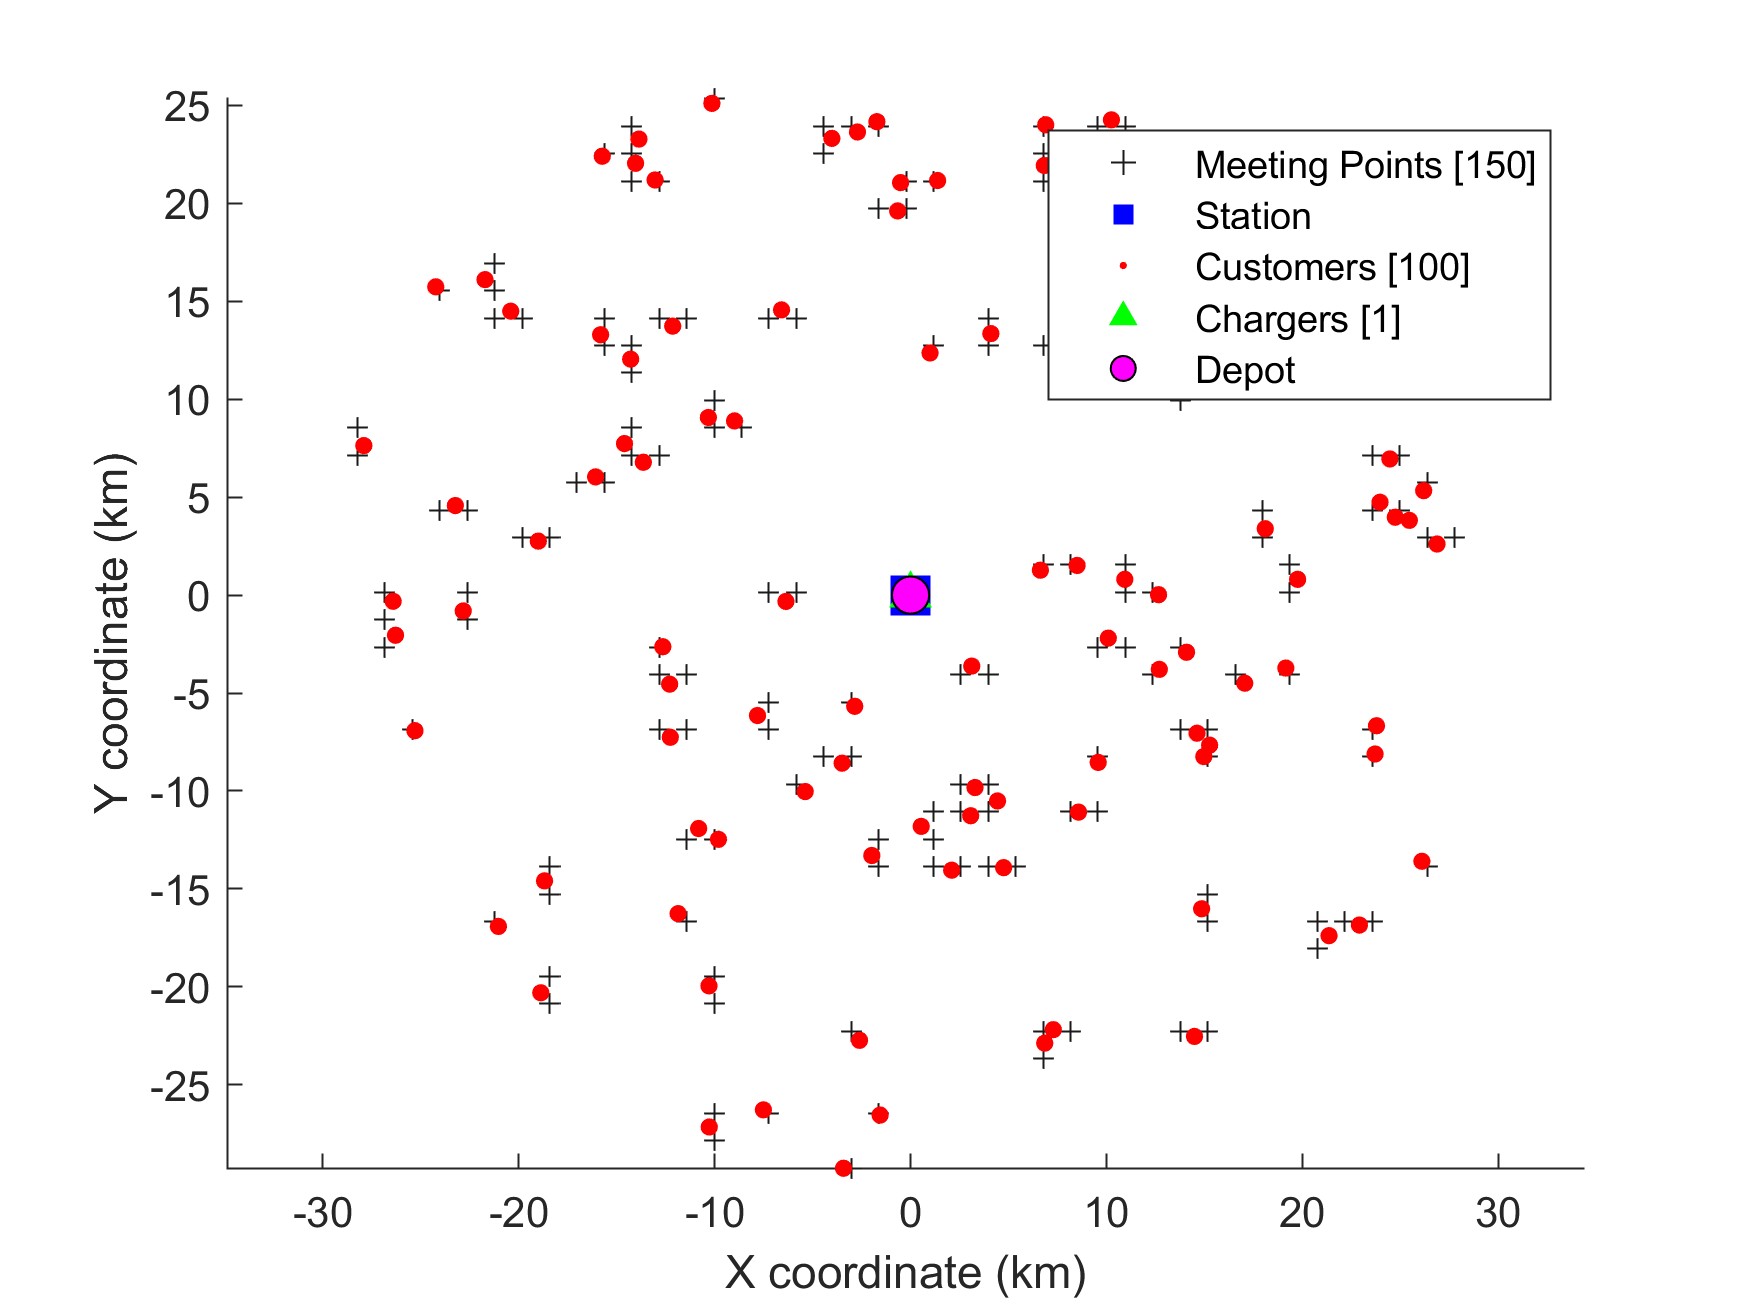 25
20
15
10
5
0
-5
-10
-15
-20
-25
Y coordinate (km)
Meeting Points [150]
Station
Customers [100]
Chargers [1]
Depot
-30 -20 -10 0 10 20 30
X coordinate (km)